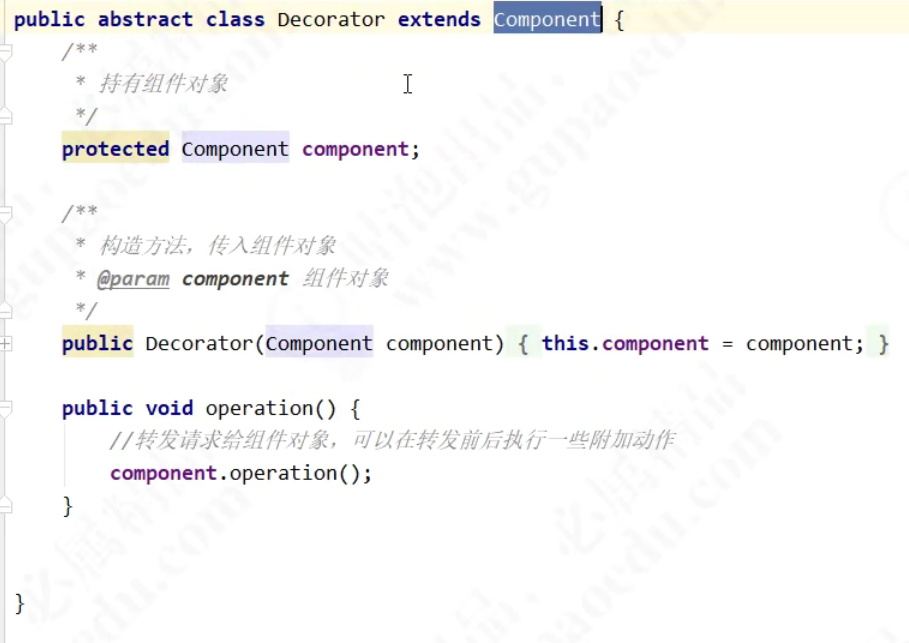 public abstract class Decorator extends Component {
/**
* 持有组件对象
*/
protected Component component;
/**
* 构造方法，传入组件对象
* @param component 组件对象
*/
public Decorator(Component component) { this.component = component; }
public void operation() {
//转发请求给组件对象，可以在转发前后执行一些附加动作
component.operation();
}
}